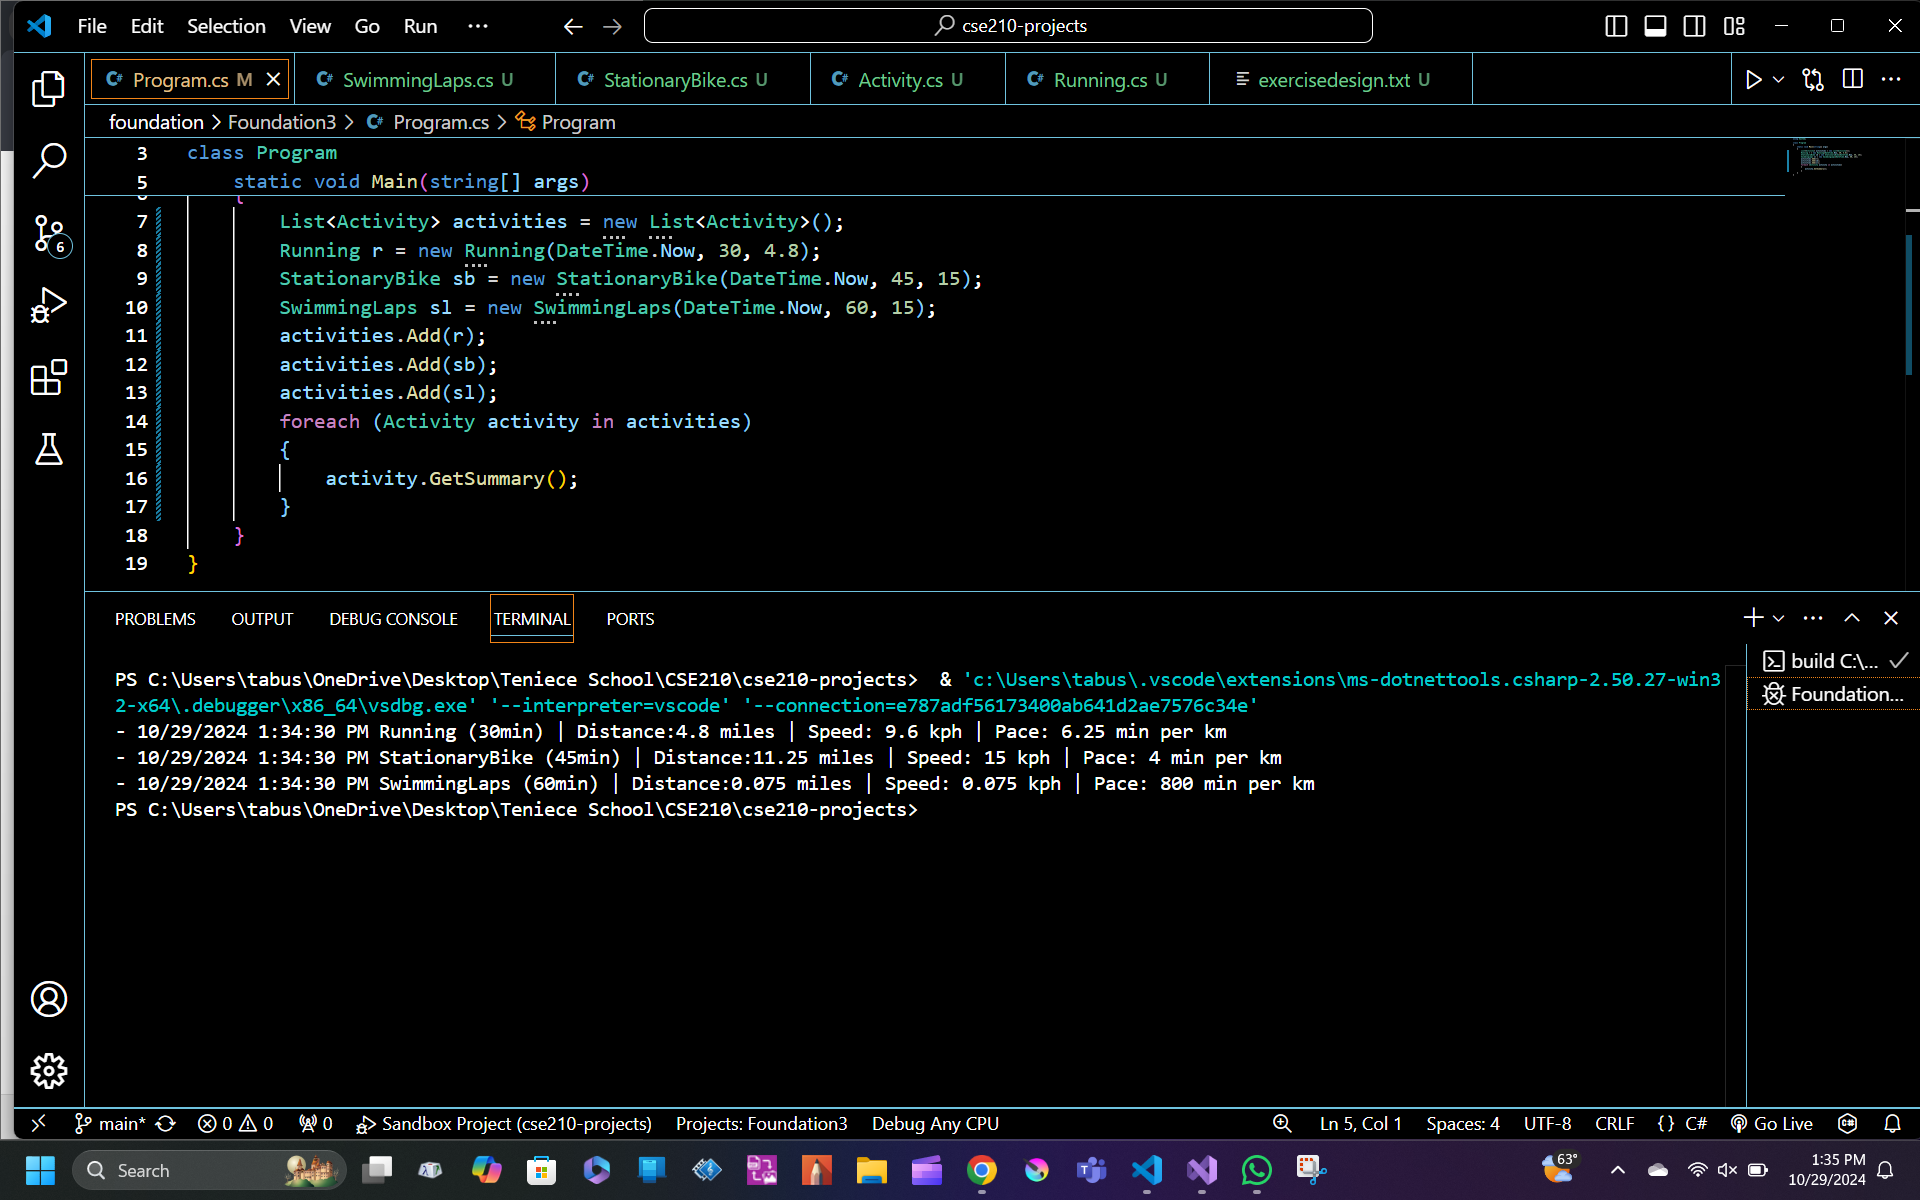 File Edit Selection View Go Run ··· cse210-projects
Program.cs M SwimmingLaps.cs U StationaryBike.cs U Activity.cs U Running.cs U exercisedesign.txt U
foundation > Foundation3 > Program.cs > Program
3 class Program
5 static void Main(string[] args)
7 List<Activity> activities = new List<Activity>();
8 Running r = new Running(DateTime.Now, 30, 4.8);
9 StationaryBike sb = new StationaryBike(DateTime.Now, 45, 15);
10 SwimmingLaps sl = new SwimmingLaps(DateTime.Now, 60, 15);
11 activities.Add(r);
12 activities.Add(sb);
13 activities.Add(sl);
14 foreach (Activity activity in activities)
15 {
16 activity.GetSummary();
17 }
18 }
19 }
PROBLEMS OUTPUT DEBUG CONSOLE TERMINAL PORTS
PS C:\Users\tabus\OneDrive\Desktop\Teniece School\CSE210\cse210-projects>  & 'c:\Users\tabus\.vscode\extensions\ms-dotnettools.csharp-2.50.27-win3
2-x64\.debugger\x86_64\vsdbg.exe' '--interpreter=vscode' '--connection=e787adf56173400ab641d2ae7576c34e'
- 10/29/2024 1:34:30 PM Running (30min) | Distance:4.8 miles | Speed: 9.6 kph | Pace: 6.25 min per km
- 10/29/2024 1:34:30 PM StationaryBike (45min) | Distance:11.25 miles | Speed: 15 kph | Pace: 4 min per km
- 10/29/2024 1:34:30 PM SwimmingLaps (60min) | Distance:0.075 miles | Speed: 0.075 kph | Pace: 800 min per km
PS C:\Users\tabus\OneDrive\Desktop\Teniece School\CSE210\cse210-projects>
build C:\...
Foundation...
6
main* 0 0 0 Sandbox Project (cse210-projects) Projects: Foundation3 Debug Any CPU Ln 5, Col 1 Spaces: 4 UTF-8 CRLF {} C# Go Live
Search 63° 1:35 PM
10/29/2024